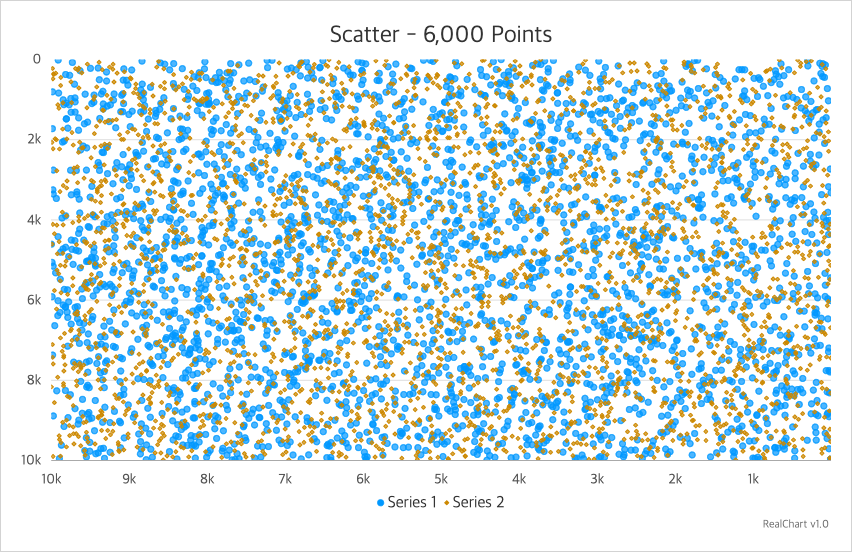 Scatter - 6,000 Points
0
2k
4k
6k
8k
10k
10k 9k 8k 7k 6k 5k 4k 3k 2k 1k
Series 1 Series 2
RealChart v1.0